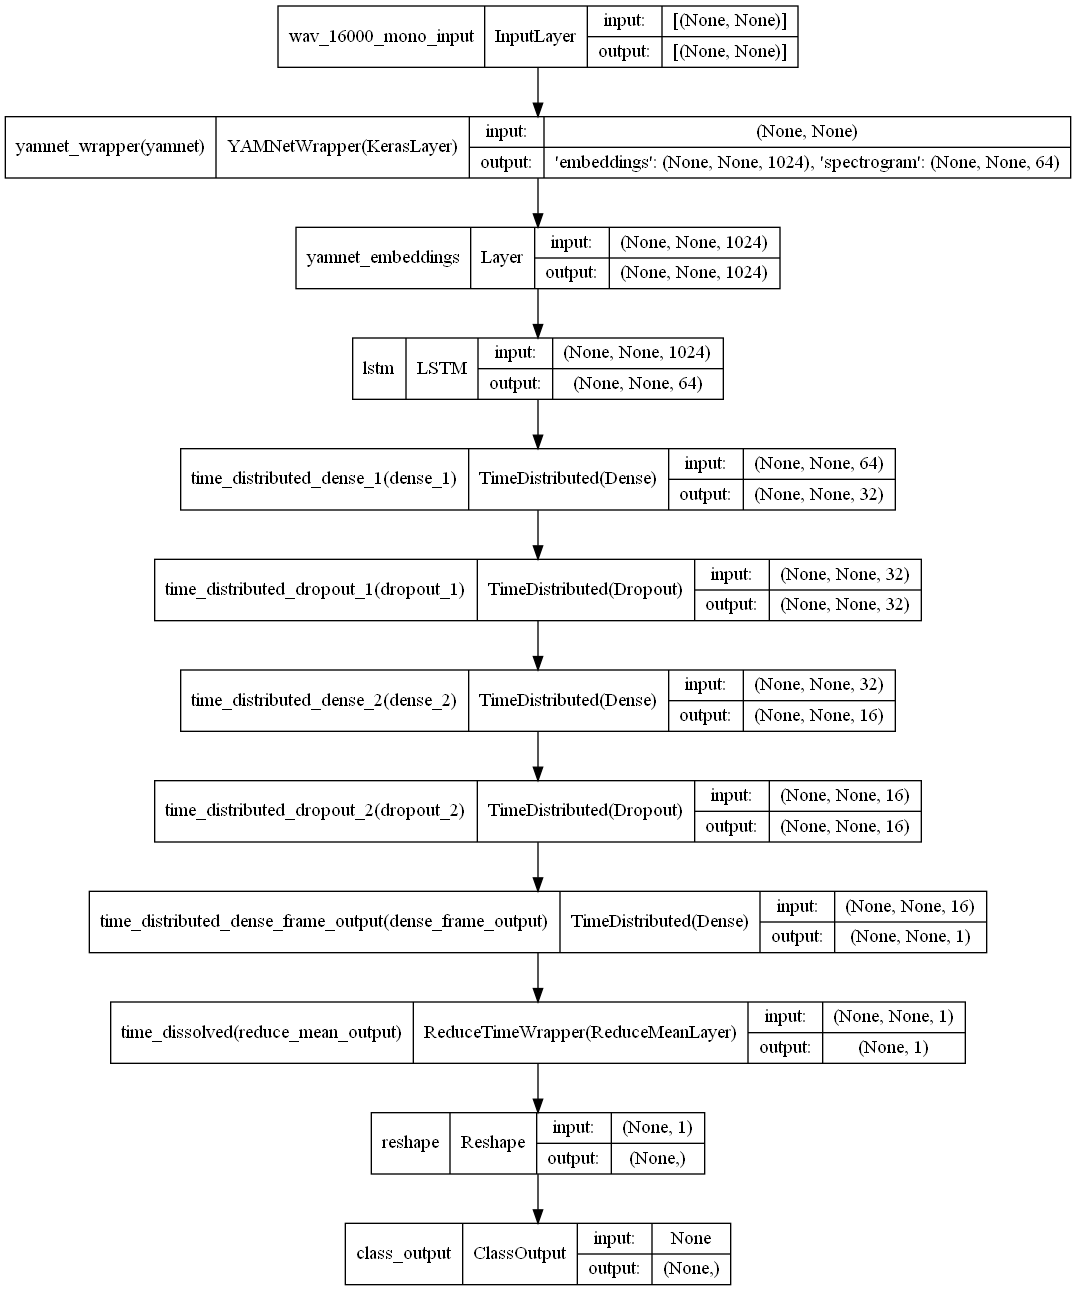 wav_16000_mono_input InputLayer input: [(None, None)]
output: [(None, None)]
yamnet_wrapper(yamnet) YAMNetWrapper(KerasLayer) input: (None, None)
output: 'embeddings': (None, None, 1024), 'spectrogram': (None, None, 64)
yamnet_embeddings Layer input: (None, None, 1024)
output: (None, None, 1024)
lstm LSTM input: (None, None, 1024)
output: (None, None, 64)
time_distributed_dense_1(dense_1) TimeDistributed(Dense) input: (None, None, 64)
output: (None, None, 32)
time_distributed_dropout_1(dropout_1) TimeDistributed(Dropout) input: (None, None, 32)
output: (None, None, 32)
time_distributed_dense_2(dense_2) TimeDistributed(Dense) input: (None, None, 32)
output: (None, None, 16)
time_distributed_dropout_2(dropout_2) TimeDistributed(Dropout) input: (None, None, 16)
output: (None, None, 16)
time_distributed_dense_frame_output(dense_frame_output) TimeDistributed(Dense) input: (None, None, 16)
output: (None, None, 1)
time_dissolved(reduce_mean_output) ReduceTimeWrapper(ReduceMeanLayer) input: (None, None, 1)
output: (None, 1)
reshape Reshape input: (None, 1)
output: (None,)
class_output ClassOutput input: None
output: (None,)